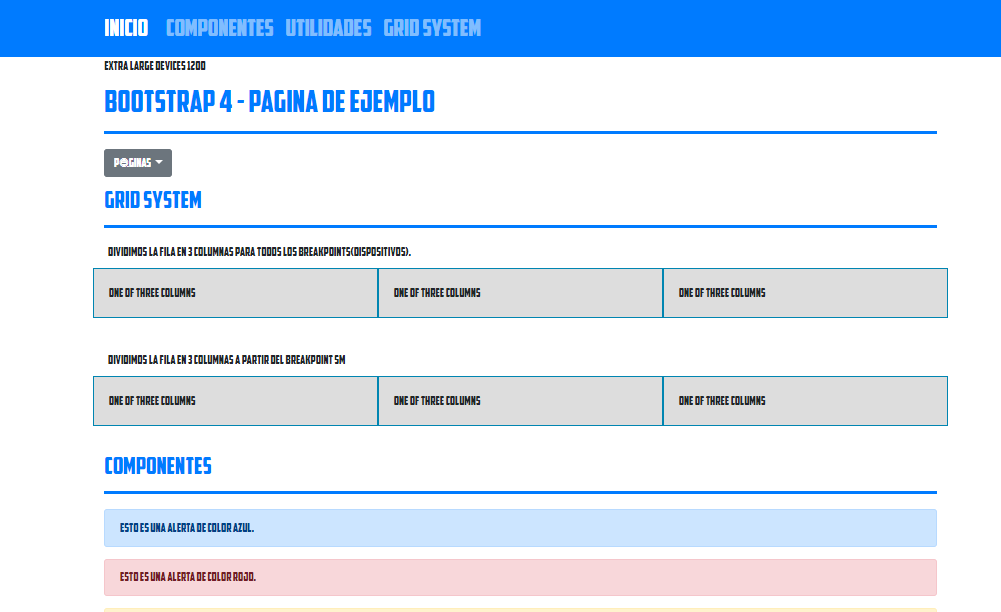 INICIO COMPONENTES UTILIDADES GRID SYSTEM
EXTRA LARGE DEVICES 1200
BOOTSTRAP 4 - PAGINA DE EJEMPLO
P@GINAS
GRID SYSTEM
DIVIDIMOS LA FILA EN 3 COLUMNAS PARA TODOS LOS BREAKPOINTS(DISPOSITIVOS).
ONE OF THREE COLUMNS ONE OF THREE COLUMNS ONE OF THREE COLUMNS
DIVIDIMOS LA FILA EN 3 COLUMNAS A PARTIR DEL BREAKPOINT SM
ONE OF THREE COLUMNS ONE OF THREE COLUMNS ONE OF THREE COLUMNS
COMPONENTES
ESTO ES UNA ALERTA DE COLOR AZUL.
ESTO ES UNA ALERTA DE COLOR ROJO.